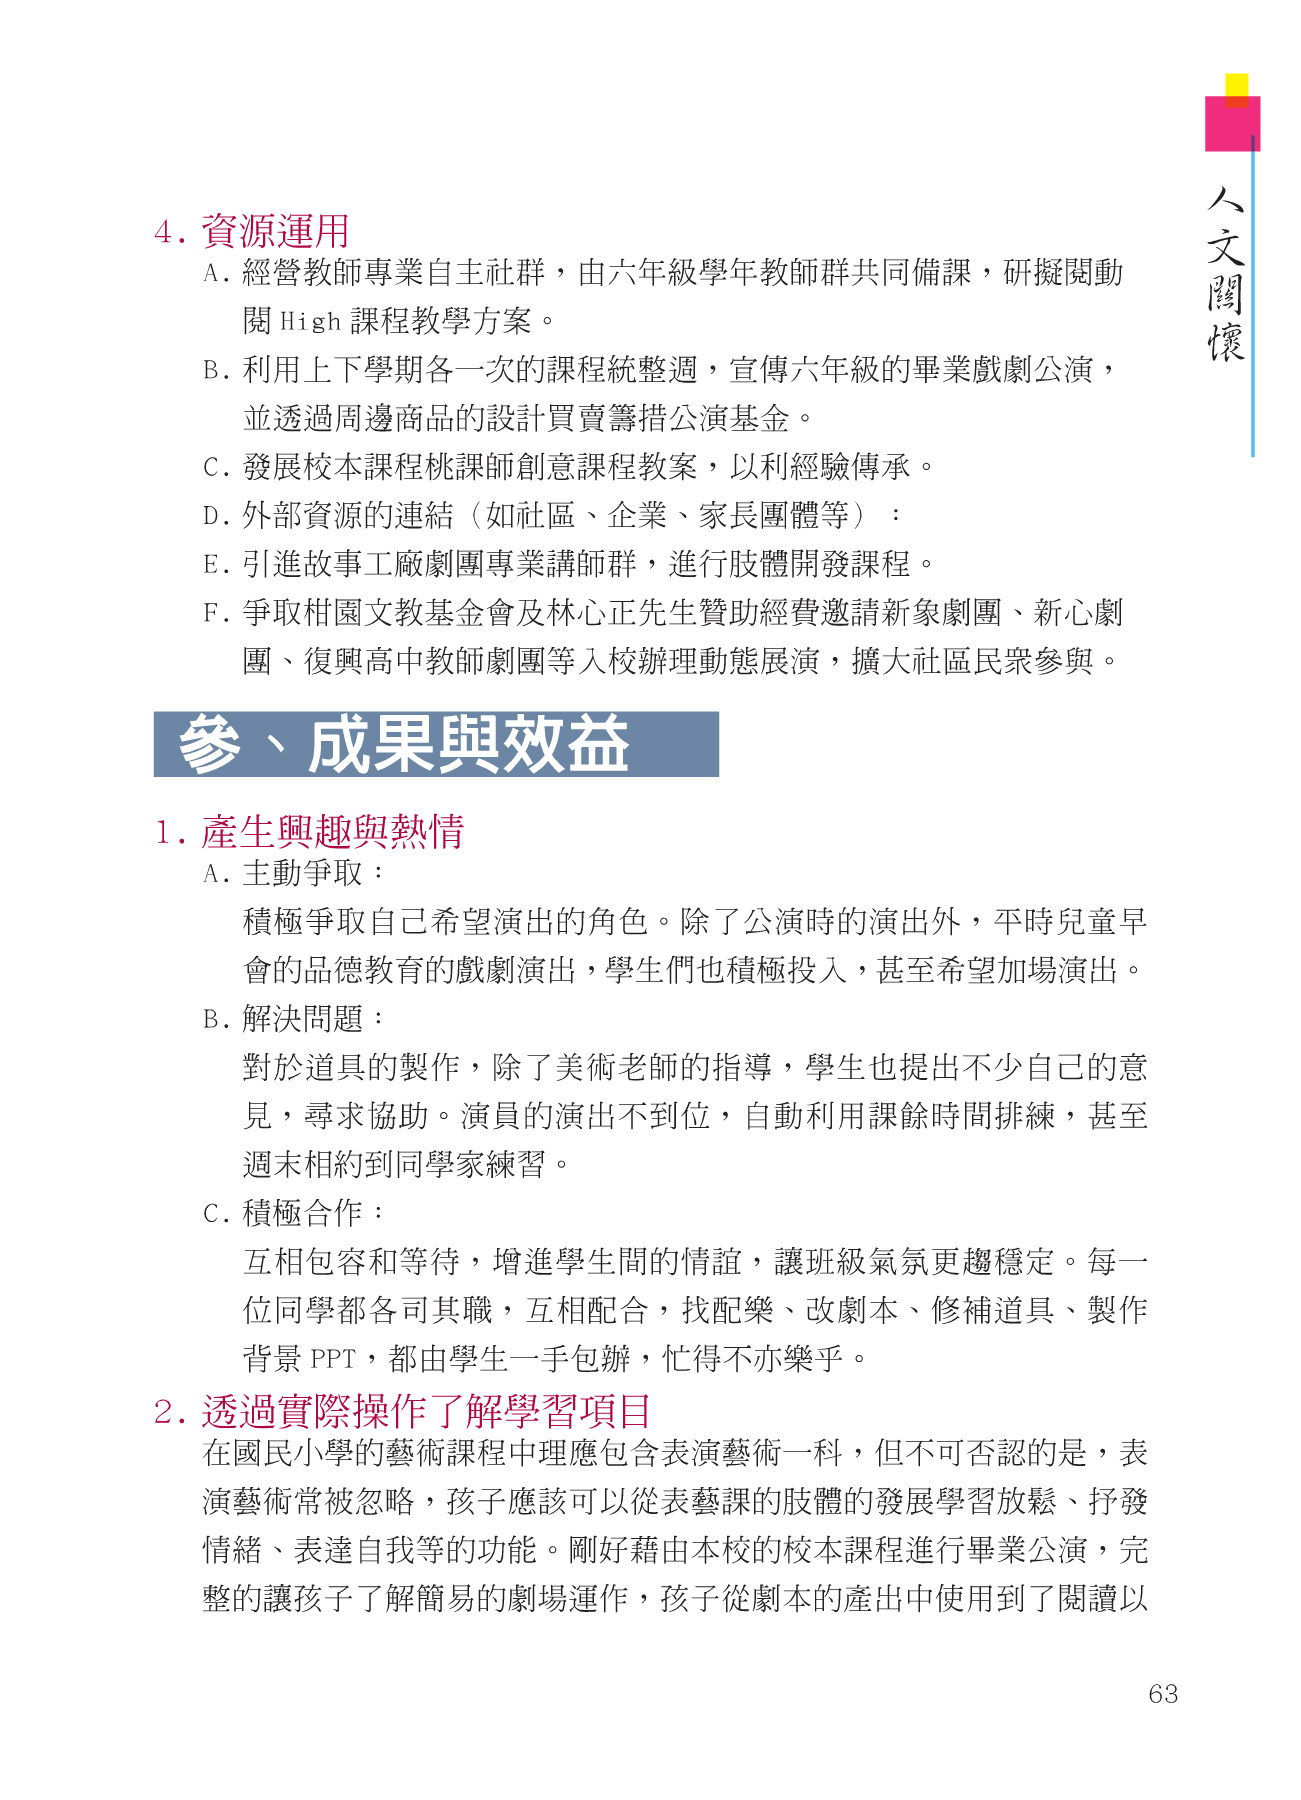 人文關懷
4. 資源運用
A. 經營教師專業自主社群，由六年級學年教師群共同備課，研擬閱動
閱 High 課程教學方案。
B. 利用上下學期各一次的課程統整週，宣傳六年級的畢業戲劇公演，
並透過周邊商品的設計買賣籌措公演基金。
C. 發展校本課程桃課師創意課程教案，以利經驗傳承。
D. 外部資源的連結（如社區、企業、家長團體等）：
E. 引進故事工廠劇團專業講師群，進行肢體開發課程。
F. 爭取柑園文教基金會及林心正先生贊助經費邀請新象劇團、新心劇
團、復興高中教師劇團等入校辦理動態展演，擴大社區民眾參與。
參、成果與效益
1. 產生興趣與熱情
A. 主動爭取：
積極爭取自己希望演出的角色。除了公演時的演出外，平時兒童早
會的品德教育的戲劇演出，學生們也積極投入，甚至希望加場演出。
B. 解決問題：
對於道具的製作，除了美術老師的指導，學生也提出不少自己的意
見，尋求協助。演員的演出不到位，自動利用課餘時間排練，甚至
週末相約到同學家練習。
C. 積極合作：
互相包容和等待，增進學生間的情誼，讓班級氣氛更趨穩定。每一
位同學都各司其職，互相配合，找配樂、改劇本、修補道具、製作
背景 PPT，都由學生一手包辦，忙得不亦樂乎。
2. 透過實際操作了解學習項目
在國民小學的藝術課程中理應包含表演藝術一科，但不可否認的是，表
演藝術常被忽略，孩子應該可以從表藝課的肢體的發展學習放鬆、抒發
情緒、表達自我等的功能。剛好藉由本校的校本課程進行畢業公演，完
整的讓孩子了解簡易的劇場運作，孩子從劇本的產出中使用到了閱讀以
63